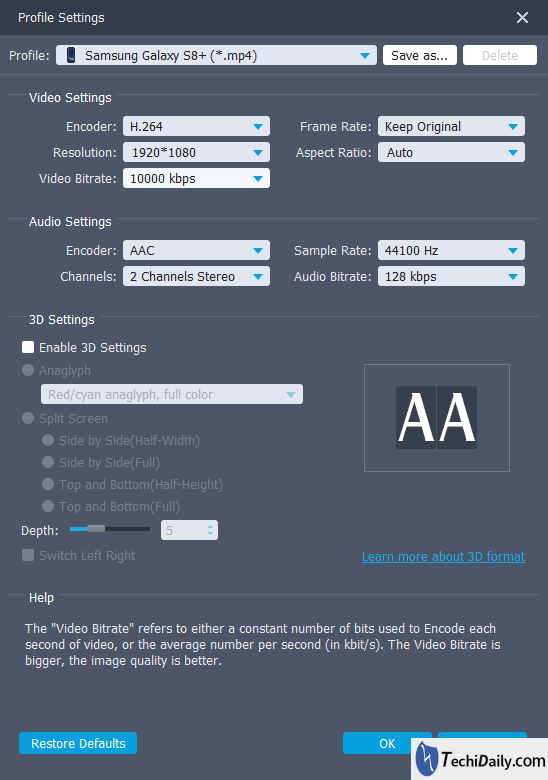 Profile Settings
Profile: Samsung Galaxy S8+ (*.mp4) Save as... Delete
Video Settings
Encoder: H.264 Frame Rate: Keep Original
Resolution: 1920*1080 Aspect Ratio: Auto
Video Bitrate: 10000 kbps
Audio Settings
Encoder: AAC Sample Rate: 44100 Hz
Channels: 2 Channels Stereo Audio Bitrate: 128 kbps
3D Settings
Enable 3D Settings
Anaglyph
Red/cyan anaglyph, full color
Split Screen
Side by Side(Half-Width)
Side by Side(Full)
Top and Bottom(Half-Height)
Top and Bottom(Full)
AA
Depth: 5
Switch Left Right Learn more about 3D format
Help
The "Video Bitrate" refers to either a constant number of bits used to Encode each
second of video, or the average number per second (in kbit/s). The Video Bitrate is
bigger, the image quality is better.
Restore Defaults OK
TechiDaily.com